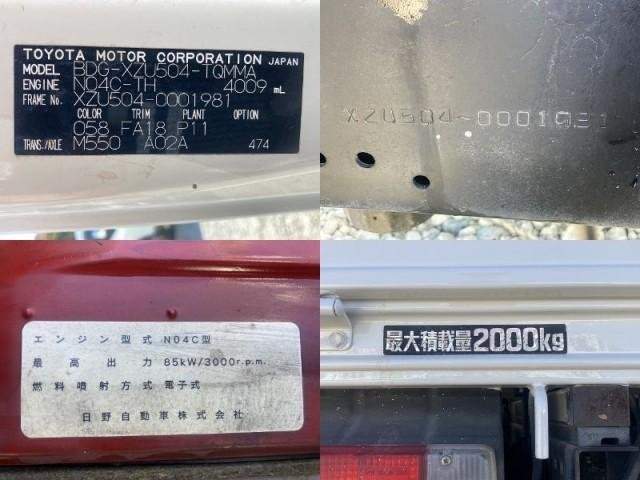 TOYOTA MOTOR CORPORATION JAPAN
MODEL BDG-XZU504-TQMMA
ENGINE N04C-TH 4009 mL
FRAME No. XZU504-0001981
COLOR TRIM PLANT OPTION
058 FA18 P11
TRANS./AXLE M550 A02A 474
XZU504-0001981
エンジン型式 N04C型
最高出力 85kW/3000r.p.m.
燃料噴射方式 電子式
日野自動車株式会社
最大積載量2000kg